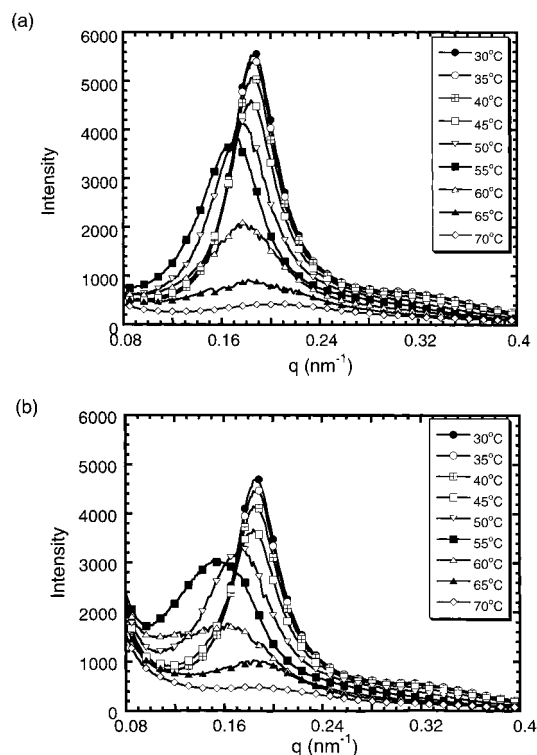 (a)
6000
5000
4000
3000
2000
1000
0
Intensity
0.08
0.16
0.24
0.32
0.4
q (nm⁻¹)
30°C
35°C
40°C
45°C
50°C
55°C
60°C
65°C
70°C
(b)
6000
5000
4000
3000
2000
1000
0
Intensity
0.08
0.16
0.24
0.32
0.4
q (nm⁻¹)
30°C
35°C
40°C
45°C
50°C
55°C
60°C
65°C
70°C